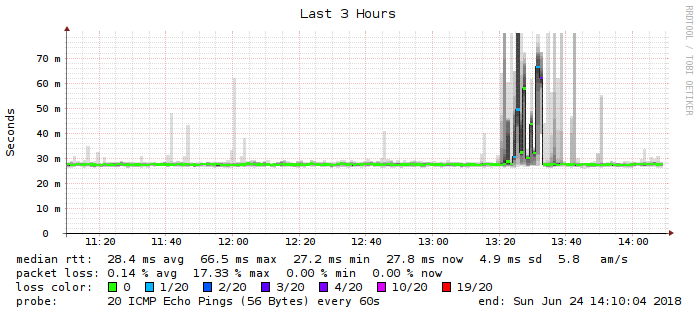 Last 3 Hours
RRDTOOL / TOBI OETIKER
Seconds
70 m
60 m
50 m
40 m
30 m
20 m
10 m
0
11:20 11:40 12:00 12:20 12:40 13:00 13:20 13:40 14:00
median rtt: 28.4 ms avg 66.5 ms max 27.2 ms min 27.8 ms now 4.9 ms sd 5.8 am/s
packet loss: 0.14 % avg 17.33 % max 0.00 % min 0.00 % now
loss color: 0 1/20 2/20 3/20 4/20 10/20 19/20
probe: 20 ICMP Echo Pings (56 Bytes) every 60s end: Sun Jun 24 14:10:04 2018